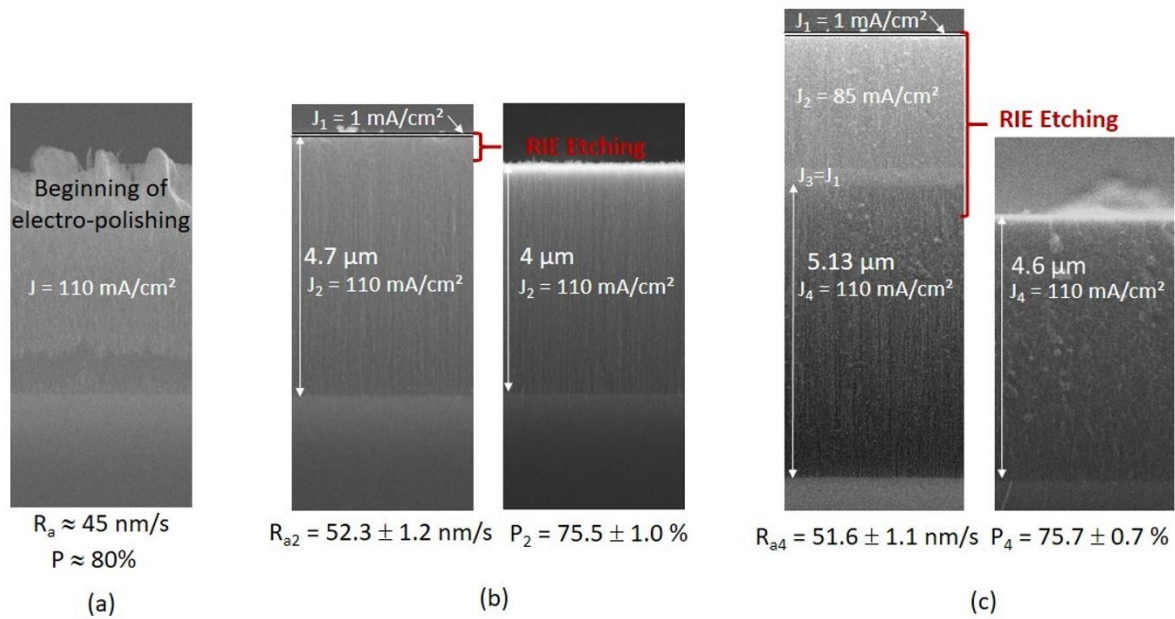 Beginning of
electro-polishing
J = 110 mA/cm²
Rₐ ≈ 45 nm/s
P ≈ 80%
(a)
J₁ = 1 mA/cm²
RIE Etching
4.7 µm
J₂ = 110 mA/cm²
4 µm
J₂ = 110 mA/cm²
Rₐ₂ = 52.3 ± 1.2 nm/s
P₂ = 75.5 ± 1.0 %
(b)
J₁ = 1 mA/cm²
J₂ = 85 mA/cm²
RIE Etching
J₃=J₁
5.13 µm
J₄ = 110 mA/cm²
4.6 µm
J₄ = 110 mA/cm²
Rₐ₄ = 51.6 ± 1.1 nm/s
P₄ = 75.7 ± 0.7 %
(c)